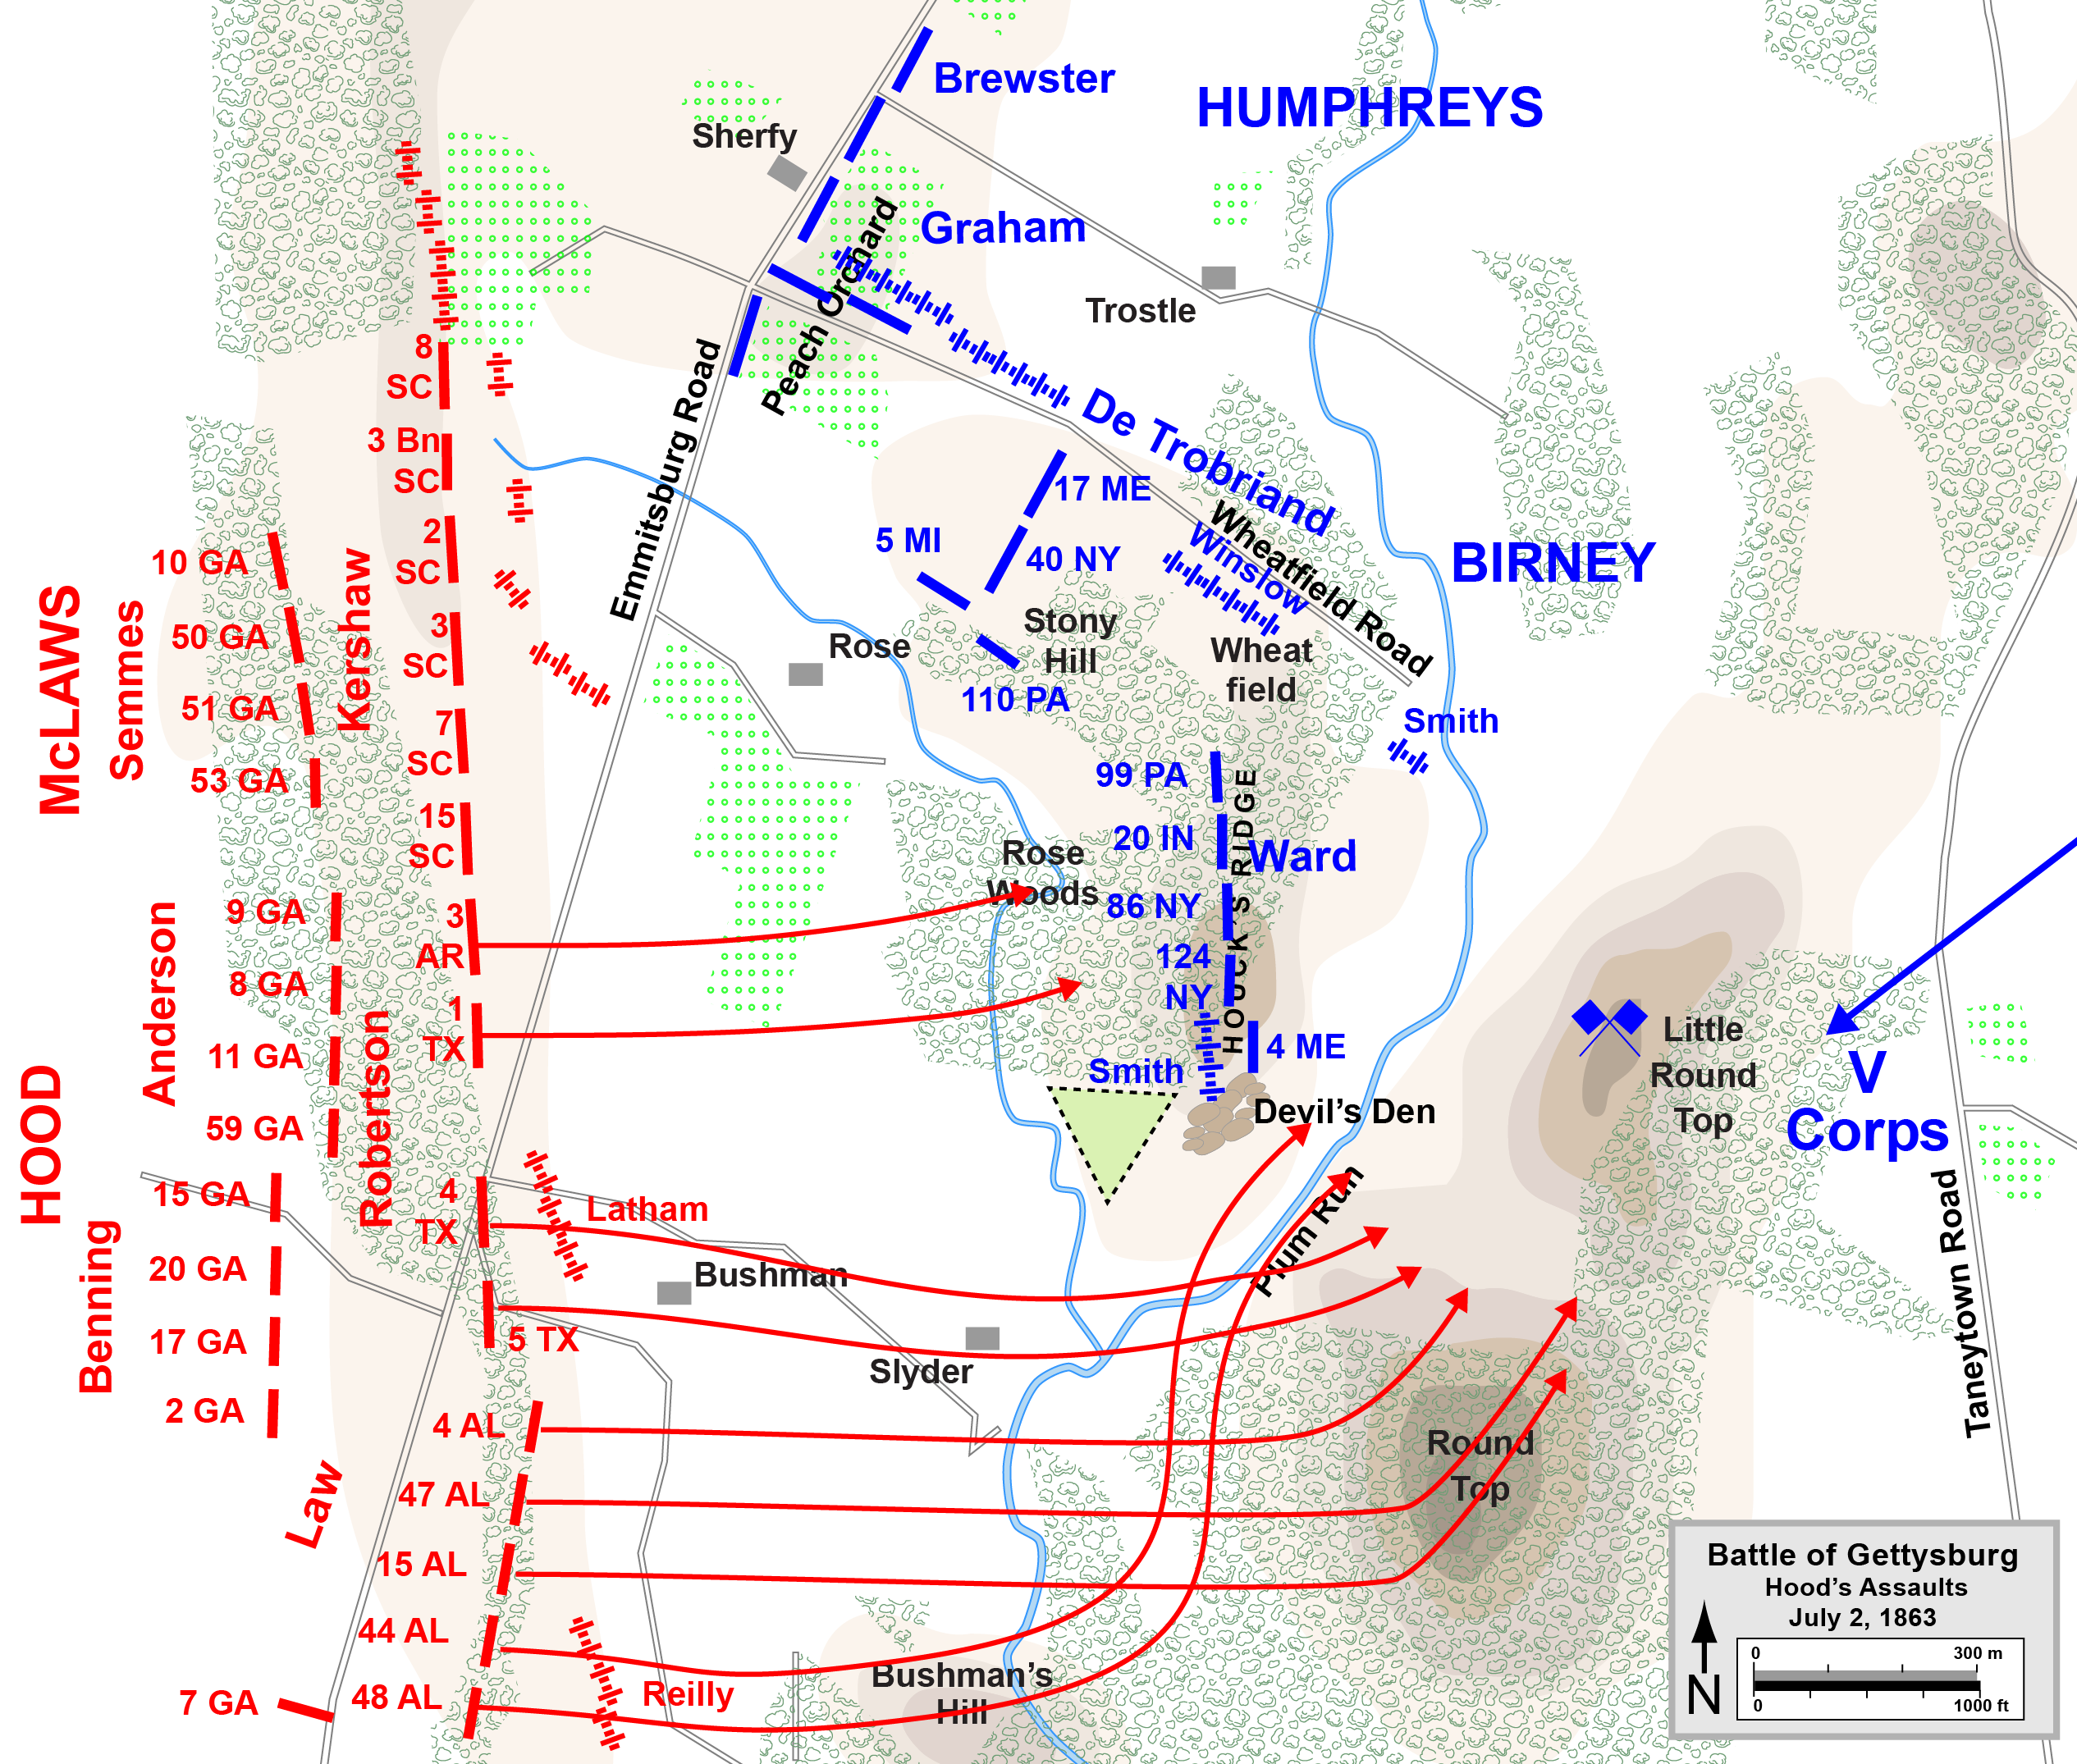 Brewster
HUMPHREYS
Sherfy
Graham
Peach Orchard
Trostle
8
SC
3 Bn
SC
Emmitsburg Road
De Trobriand
17 ME
2
SC
10 GA
5 MI
40 NY
Winslow
Wheatfield Road
BIRNEY
McLAWS
Semmes
Kershaw
50 GA
3
SC
Rose
Stony
Hill
Wheat
field
51 GA
110 PA
7
SC
Smith
53 GA
99 PA
15
SC
20 IN
HOUCK'S RIDGE
Ward
Rose
Woods
9 GA
3
AR
86 NY
Anderson
8 GA
124
NY
1
TX
Little
Round
Top
11 GA
4 ME
Smith
V
Corps
HOOD
Robertson
59 GA
Devil's Den
15 GA
4
TX
Latham
Plum Run
Taneytown Road
Benning
20 GA
Bushman
17 GA
5 TX
Slyder
2 GA
4 AL
Round
Top
Law
47 AL
15 AL
44 AL
7 GA
48 AL
Reilly
Bushman's
Hill
Battle of Gettysburg
Hood's Assaults
July 2, 1863
0 300 m
N
0 1000 ft